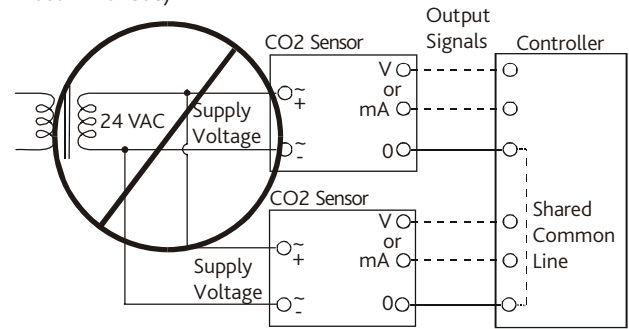 Output
Signals
CO2 Sensor
Controller
V
or
mA
0
~
+
~
-
24 VAC
Supply
Voltage
CO2 Sensor
V
or
mA
0
~
+
~
-
Supply
Voltage
Shared
Common
Line